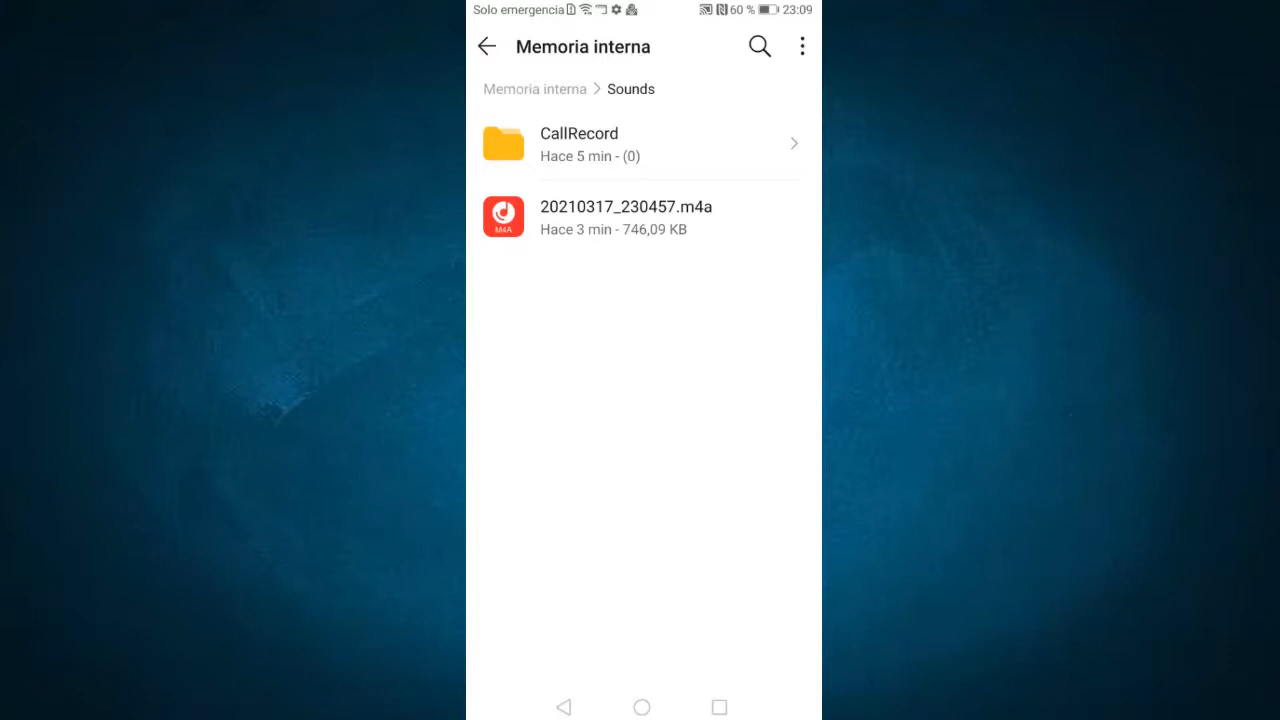 Solo emergencia 60 % 23:09
Memoria interna
Memoria interna > Sounds
CallRecord
Hace 5 min - (0)
M4A
20210317_230457.m4a
Hace 3 min - 746,09 KB